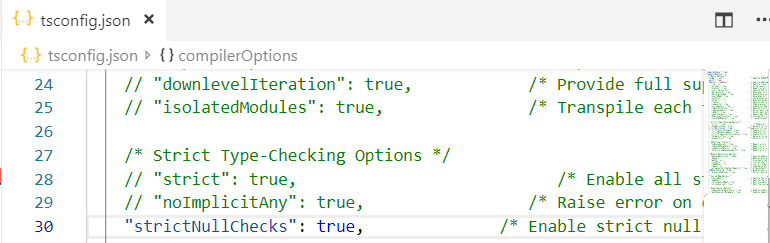 {..} tsconfig.json ×
{..} tsconfig.json > {} compilerOptions
24 // "downlevelIteration": true, /* Provide full
25 // "isolatedModules": true, /* Transpile each
26
27 /* Strict Type-Checking Options */
28 // "strict": true, /* Enable all
29 // "noImplicitAny": true, /* Raise error on
30 "strictNullChecks": true, /* Enable strict null